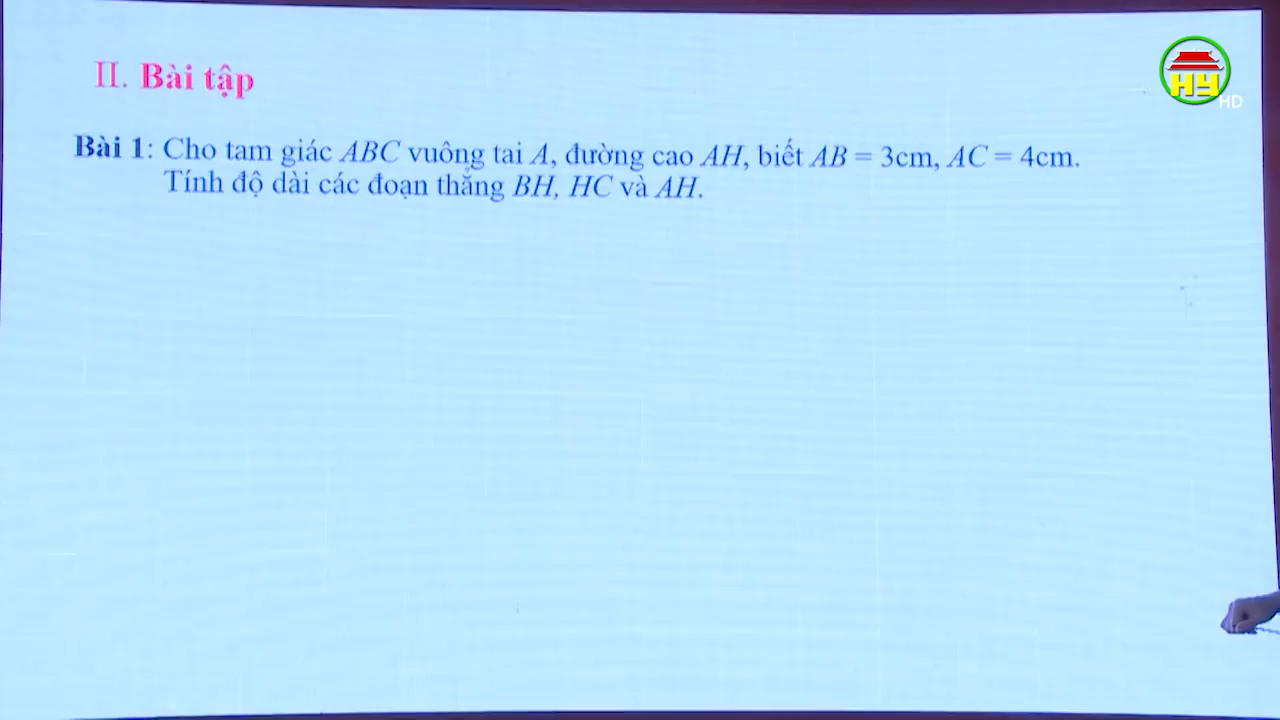 II. Bài tập
HY
HD
Bài 1: Cho tam giác ABC vuông tai A, đường cao AH, biết AB = 3cm, AC = 4cm.
Tính độ dài các đoạn thẳng BH, HC và AH.